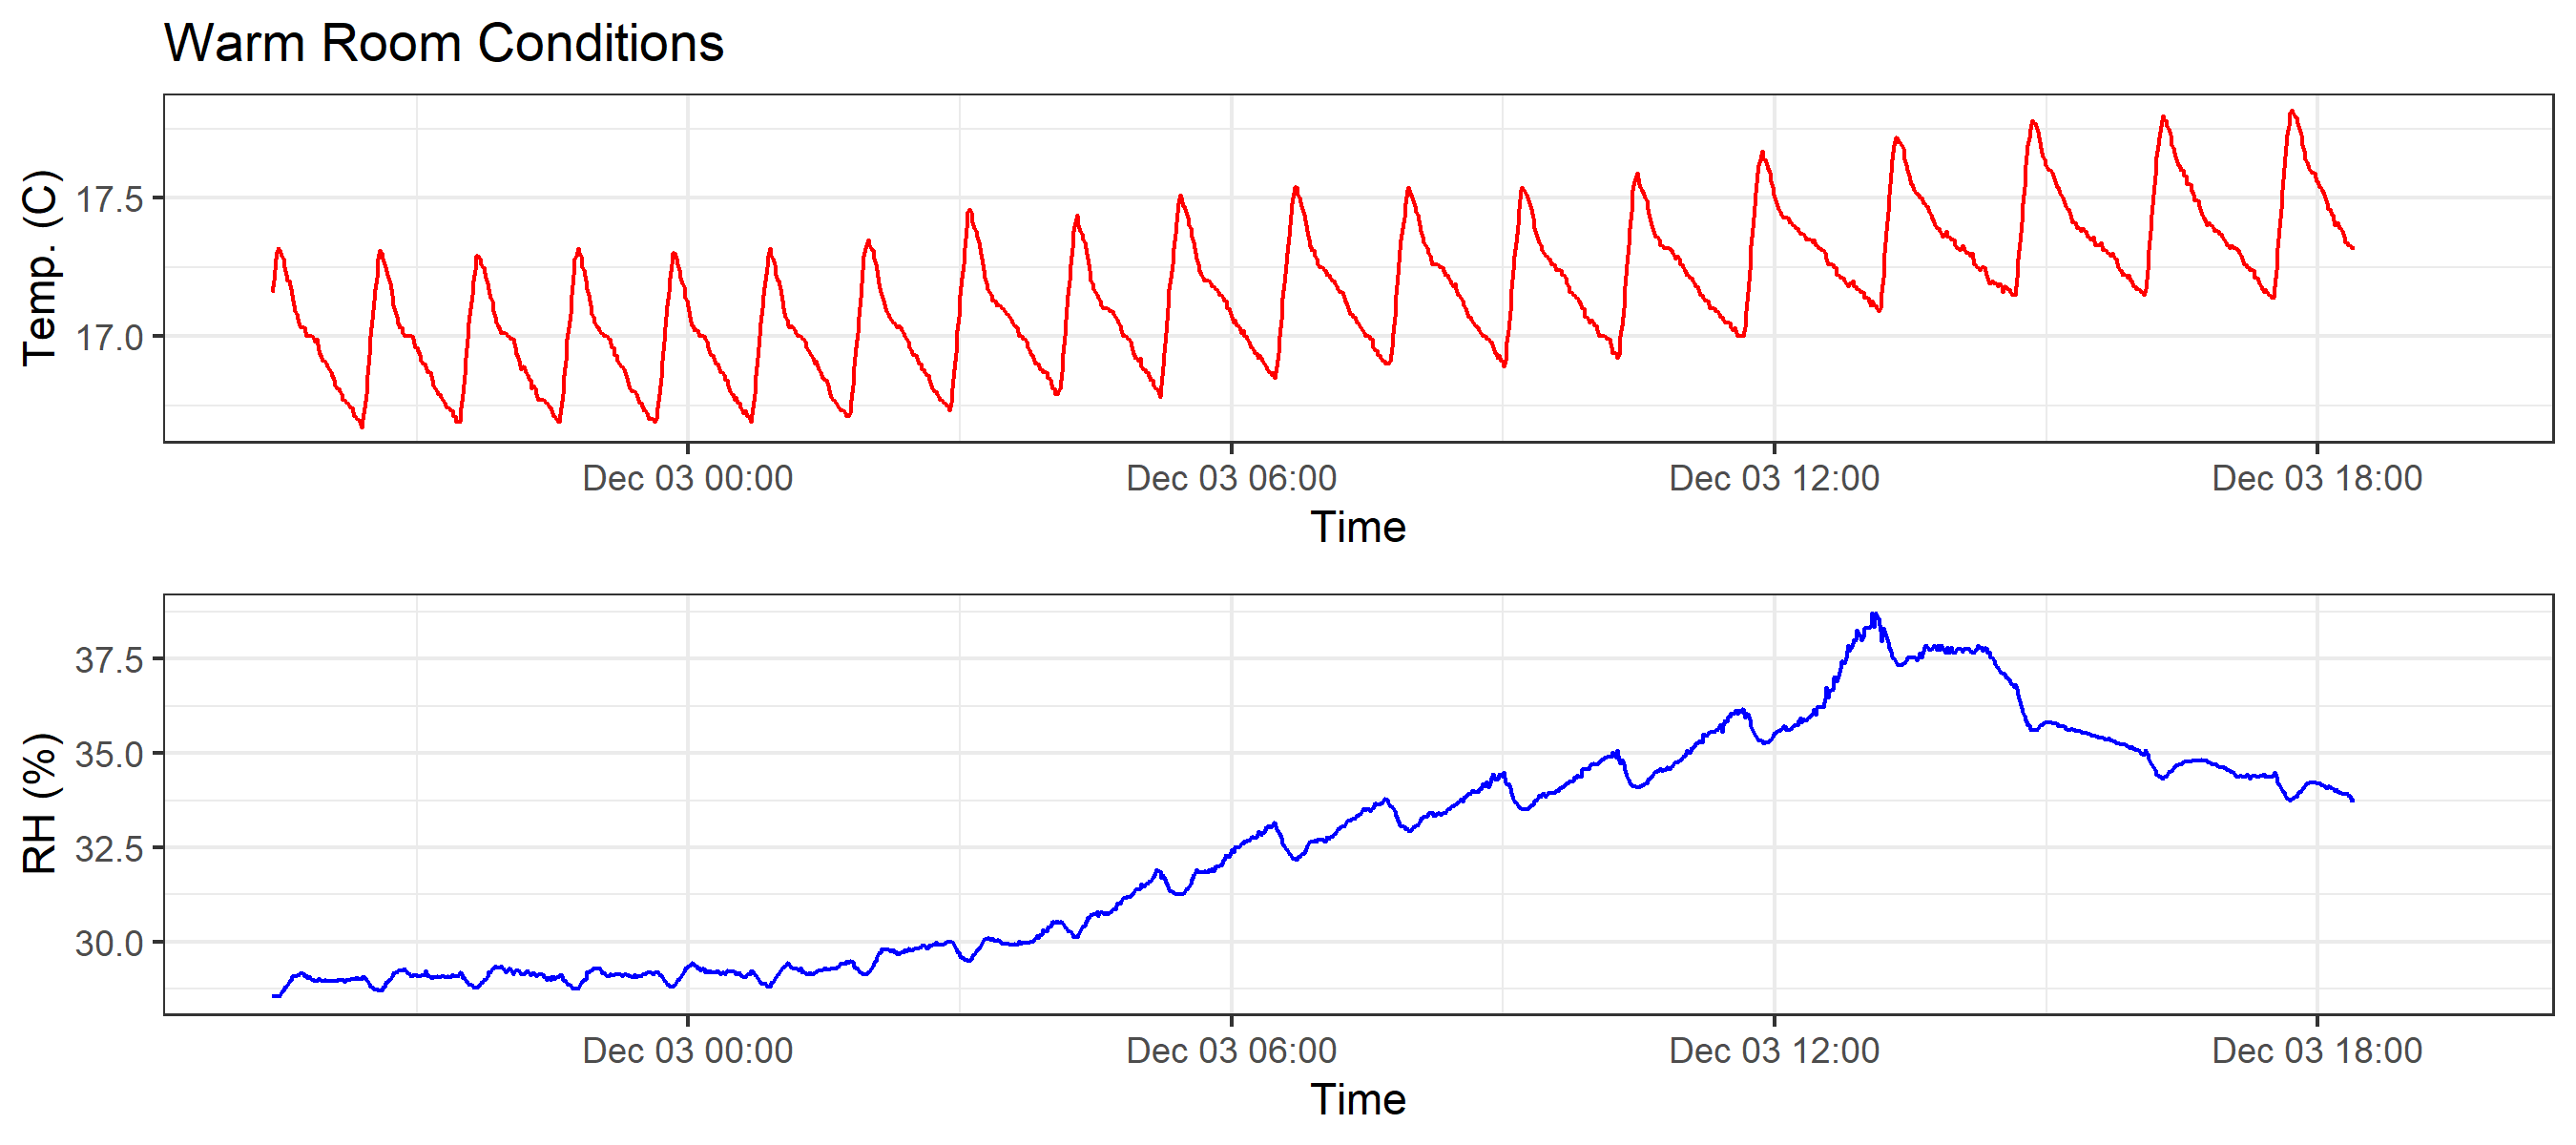 Warm Room Conditions
Temp. (C)
17.5
17.0
Dec 03 00:00 Dec 03 06:00 Dec 03 12:00 Dec 03 18:00
Time
RH (%)
37.5
35.0
32.5
30.0
Dec 03 00:00 Dec 03 06:00 Dec 03 12:00 Dec 03 18:00
Time